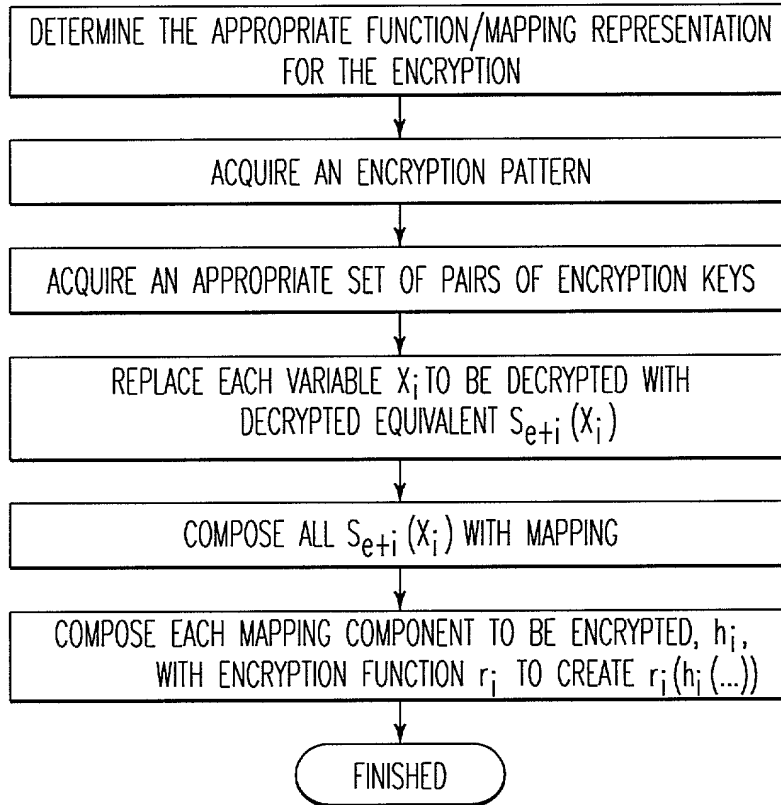 DETERMINE THE APPROPRIATE FUNCTION/MAPPING REPRESENTATION
FOR THE ENCRYPTION
ACQUIRE AN ENCRYPTION PATTERN
ACQUIRE AN APPROPRIATE SET OF PAIRS OF ENCRYPTION KEYS
REPLACE EACH VARIABLE Xi TO BE DECRYPTED WITH
DECRYPTED EQUIVALENT Se+i(Xi)
COMPOSE ALL Se+i(Xi) WITH MAPPING
COMPOSE EACH MAPPING COMPONENT TO BE ENCRYPTED, hi,
WITH ENCRYPTION FUNCTION ri TO CREATE ri(hi(...))
FINISHED